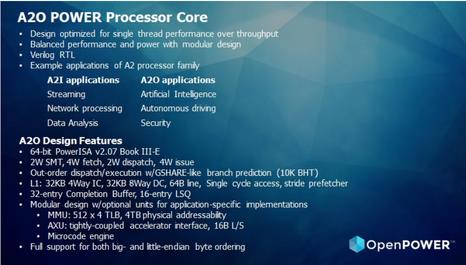 A2O POWER Processor Core
• Design optimized for single thread performance over throughput
• Balanced performance and power with modular design
• Verilog RTL
• Example applications of A2 processor family
A2I applications A2O applications
Streaming Artificial Intelligence
Network processing Autonomous driving
Data Analysis Security
A2O Design Features
• 64-bit PowerISA v2.07 Book III-E
• 2W SMT, 4W fetch, 2W dispatch, 4W issue
• Out-order dispatch/execution w/GSHARE-like branch prediction (10K BHT)
• L1: 32KB 4Way IC, 32KB 8Way DC, 64B line, Single cycle access, stride prefetcher
• 32-entry Completion Buffer, 16-entry LSQ
• Modular design w/optional units for application-specific implementations
• MMU: 512 x 4 TLB, 4TB physical addressability
• AXU: tightly-coupled accelerator interface, 16B L/S
• Microcode engine
• Full support for both big- and little-endian byte ordering
OpenPOWER